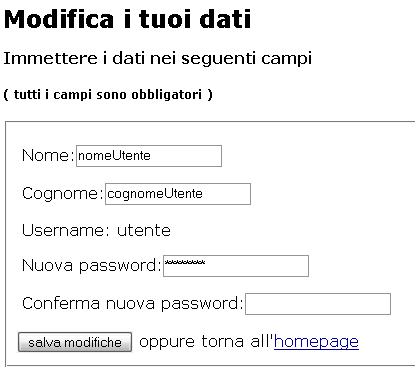 Modifica i tuoi dati
Immettere i dati nei seguenti campi
( tutti i campi sono obbligatori )
Nome: nomeUtente
Cognome: cognomeUtente
Username: utente
Nuova password: *********
Conferma nuova password:
salva modifiche oppure torna all'homepage